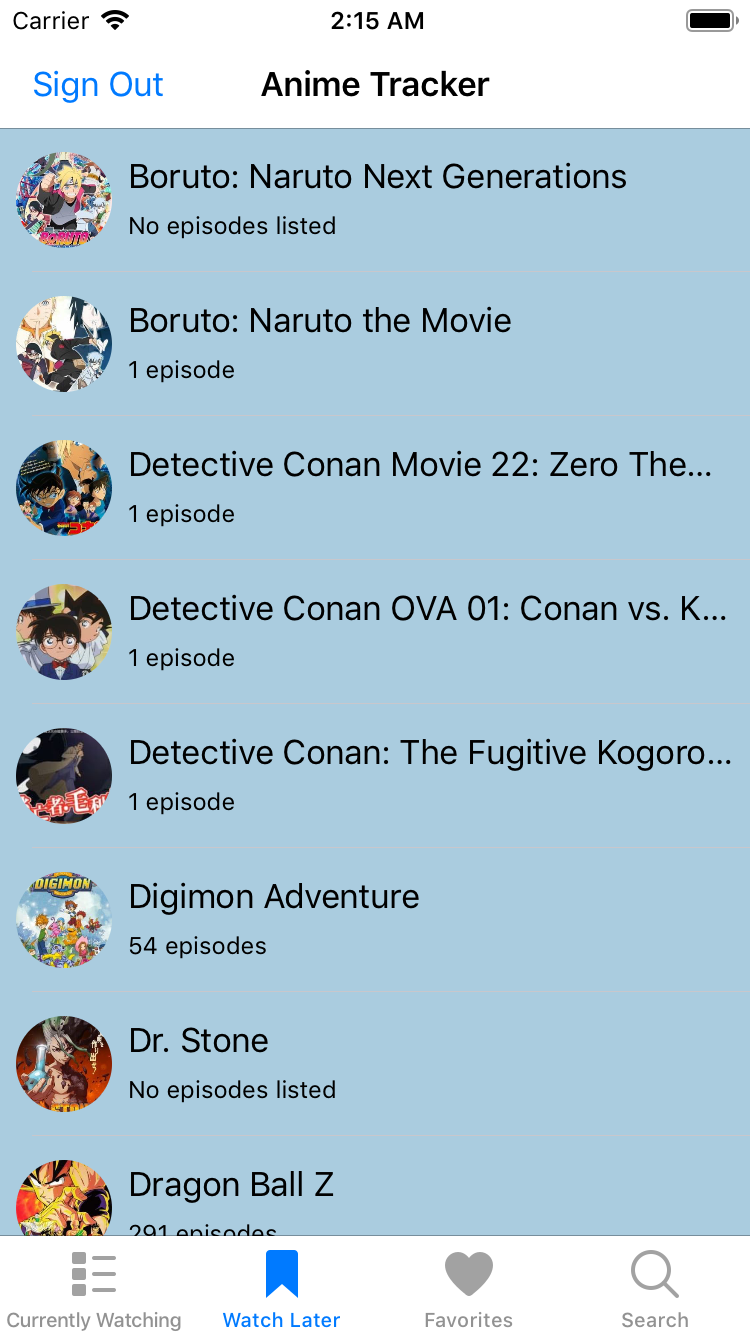 Carrier 2:15 AM
Sign Out Anime Tracker
BORUTO
Boruto: Naruto Next Generations
No episodes listed
Boruto: Naruto the Movie
1 episode
Detective Conan Movie 22: Zero The...
1 episode
Detective Conan OVA 01: Conan vs. K...
1 episode
Detective Conan: The Fugitive Kogoro...
1 episode
DIGIMON
Digimon Adventure
54 episodes
Dr. Stone
No episodes listed
Dragon Ball Z
291 episodes
Currently Watching Watch Later Favorites Search